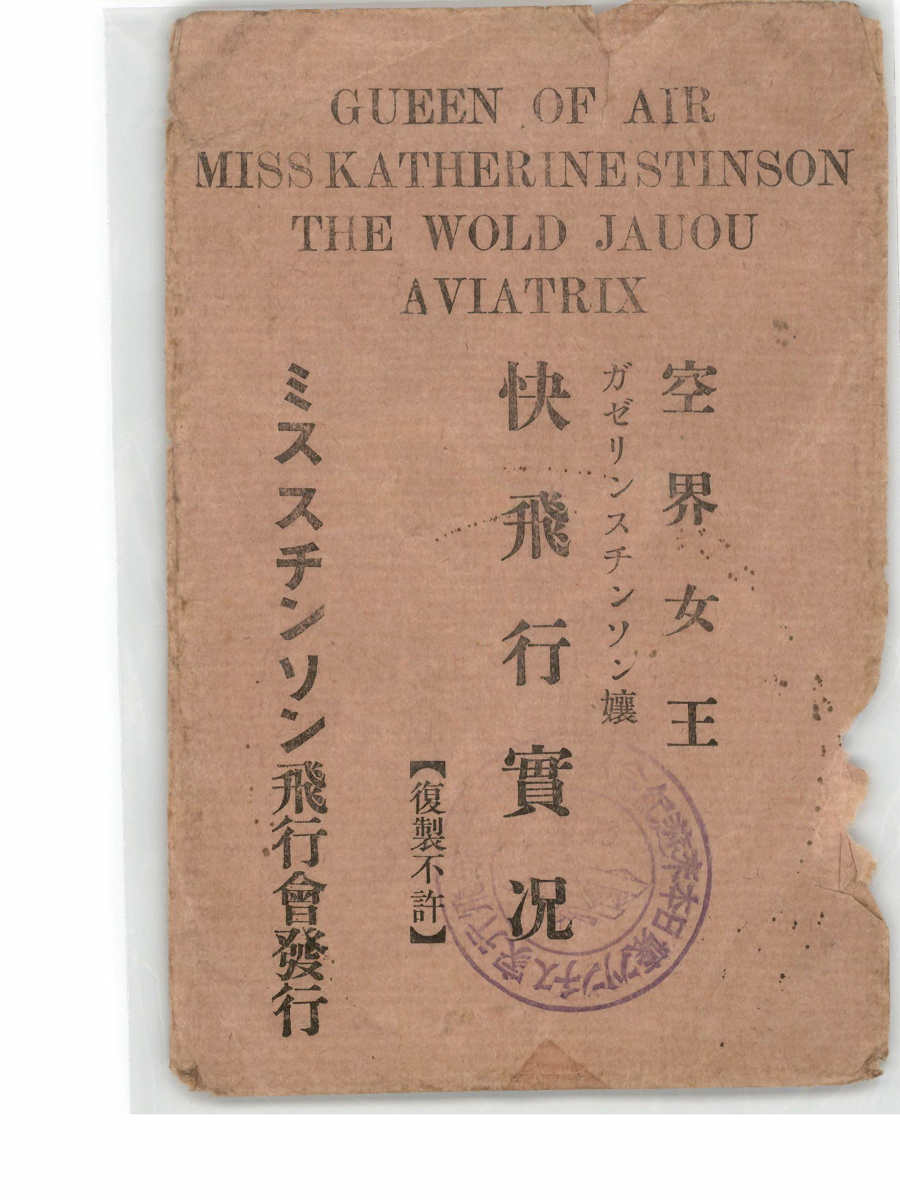 GUEEN OF AIR
MISS KATHERINE STINSON
THE WOLD JAUOU
AVIATRIX
空界女王
ガゼリンスチンソン孃
快飛行實况
【復製不許】
ミススチンソン飛行會發行